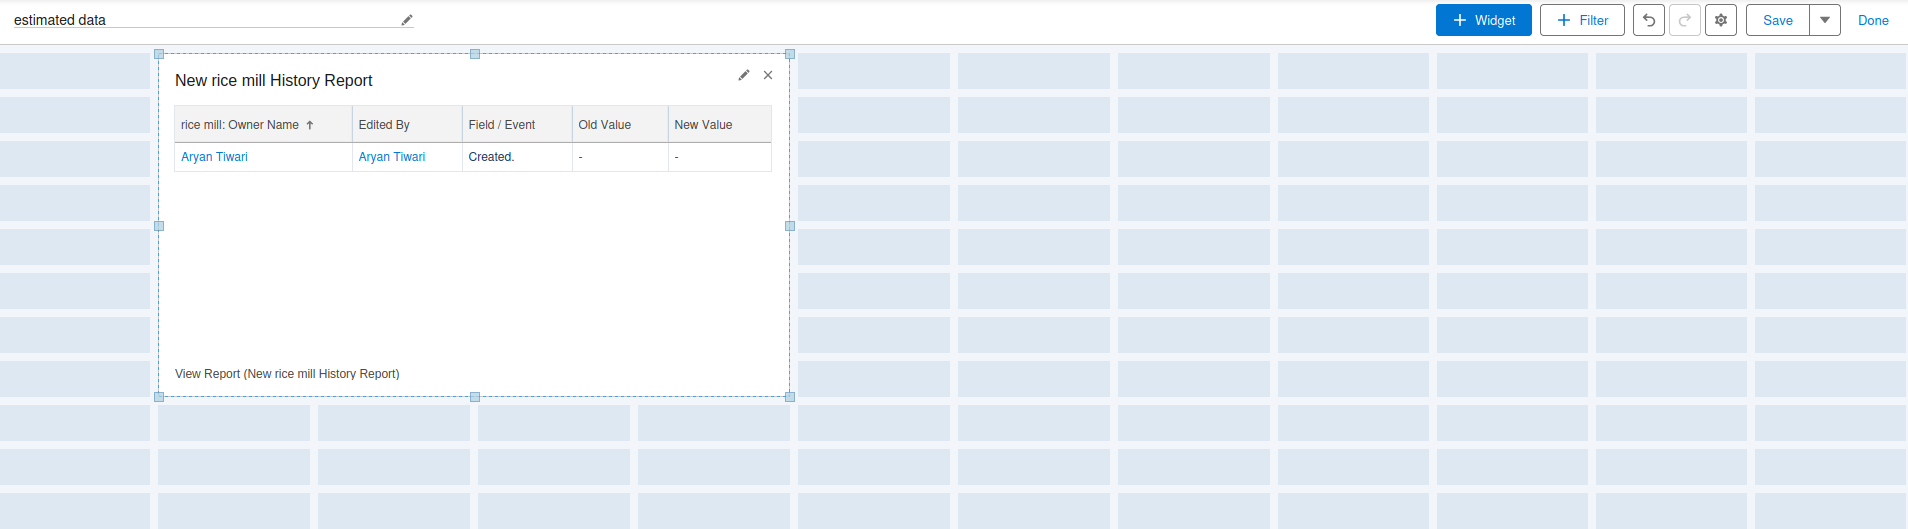 estimated data
Widget Filter Save Done
New rice mill History Report
rice mill: Owner Name Edited By Field / Event Old Value New Value
Aryan Tiwari Aryan Tiwari Created. - -
View Report (New rice mill History Report)